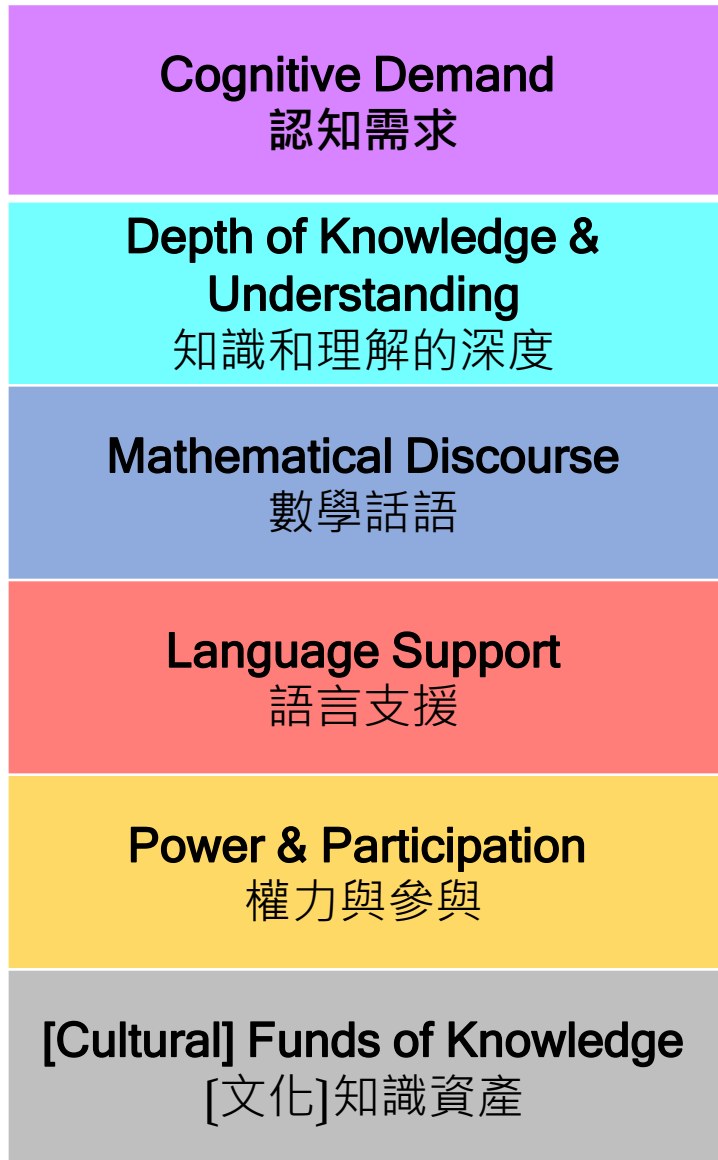 Cognitive Demand
認知需求
Depth of Knowledge &
Understanding
知識和理解的深度
Mathematical Discourse
數學話語
Language Support
語言支援
Power & Participation
權力與參與
[Cultural] Funds of Knowledge
[文化]知識資產